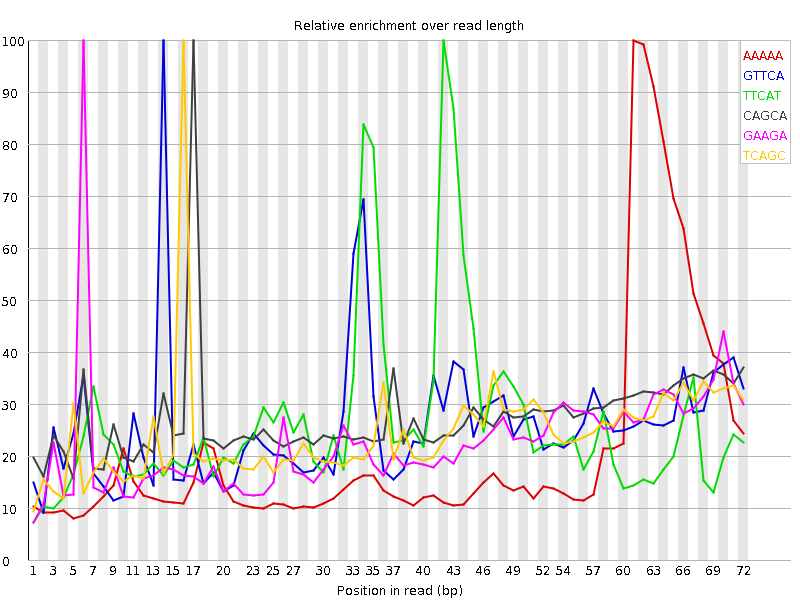 Relative enrichment over read length
100
90
80
70
60
50
40
30
20
10
0
AAAAA
GTTCA
TTCAT
CAGCA
GAAGA
TCAGC
1 3 5 7 9 11 13 15 17 20 23 25 27 30 33 35 37 40 43 46 49 52 54 57 60 63 66 69 72
Position in read (bp)